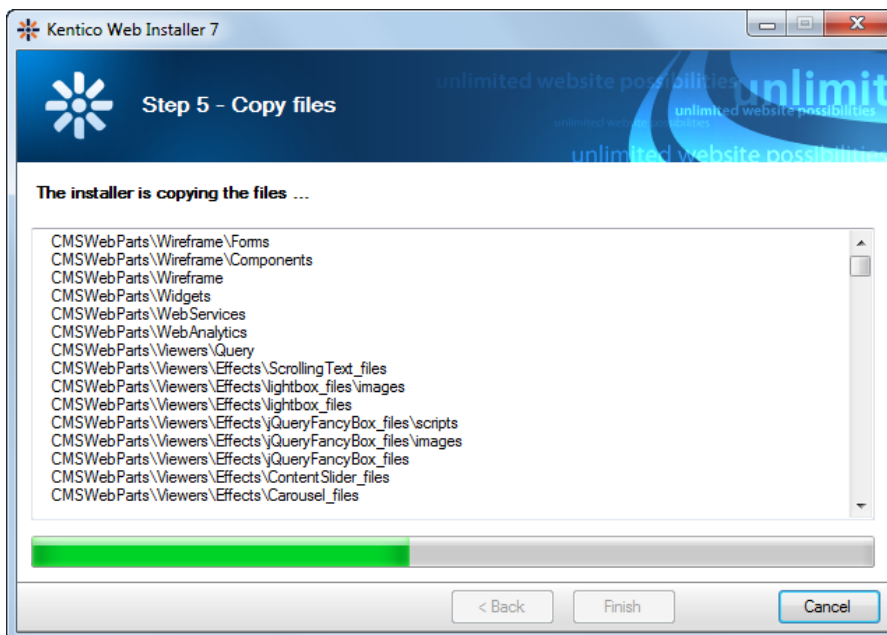 Kentico Web Installer 7
Step 5 - Copy files
unlimited website possibilities
unlimit
unlimited website possibilities
unlimited website possibilities
unlimited website possibilities
The installer is copying the files ...
CMSWebParts\Wireframe\Forms
CMSWebParts\Wireframe\Components
CMSWebParts\Wireframe
CMSWebParts\Widgets
CMSWebParts\WebServices
CMSWebParts\WebAnalytics
CMSWebParts\Viewers\Query
CMSWebParts\Viewers\Effects\ScrollingText_files
CMSWebParts\Viewers\Effects\lightbox_files\images
CMSWebParts\Viewers\Effects\lightbox_files
CMSWebParts\Viewers\Effects\jQueryFancyBox_files\scripts
CMSWebParts\Viewers\Effects\jQueryFancyBox_files\images
CMSWebParts\Viewers\Effects\jQueryFancyBox_files
CMSWebParts\Viewers\Effects\ContentSlider_files
CMSWebParts\Viewers\Effects\Carousel_files
< Back
Finish
Cancel